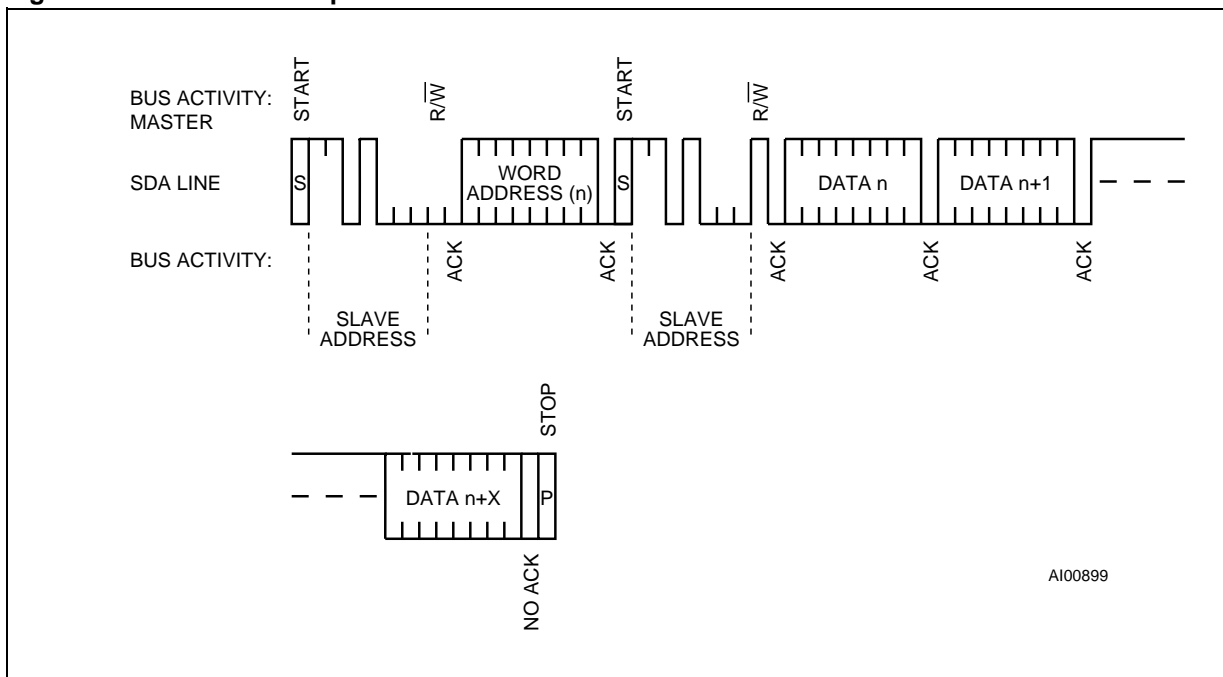 START
R/W
START
R/W
BUS ACTIVITY:
MASTER
SDA LINE
S
WORD
ADDRESS (n)
S
DATA n
DATA n+1
BUS ACTIVITY:
ACK
ACK
ACK
ACK
ACK
SLAVE
ADDRESS
SLAVE
ADDRESS
STOP
DATA n+X
P
NO ACK
AI00899